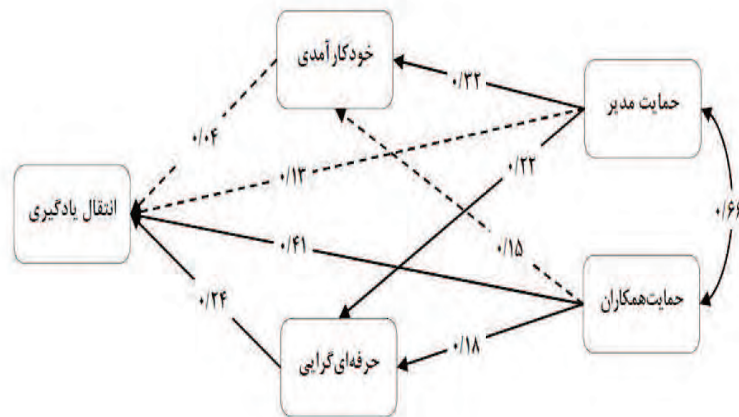 خودکارآمدی
حمایت مدیر
۰/۳۲
۰/۰۴
۰/۱۳
۰/۲۲
انتقال یادگیری
۰/۶۶
۰/۴۱
۰/۱۵
حمایت‌همکاران
۰/۲۴
حرفه‌ای‌گرایی
۰/۱۸